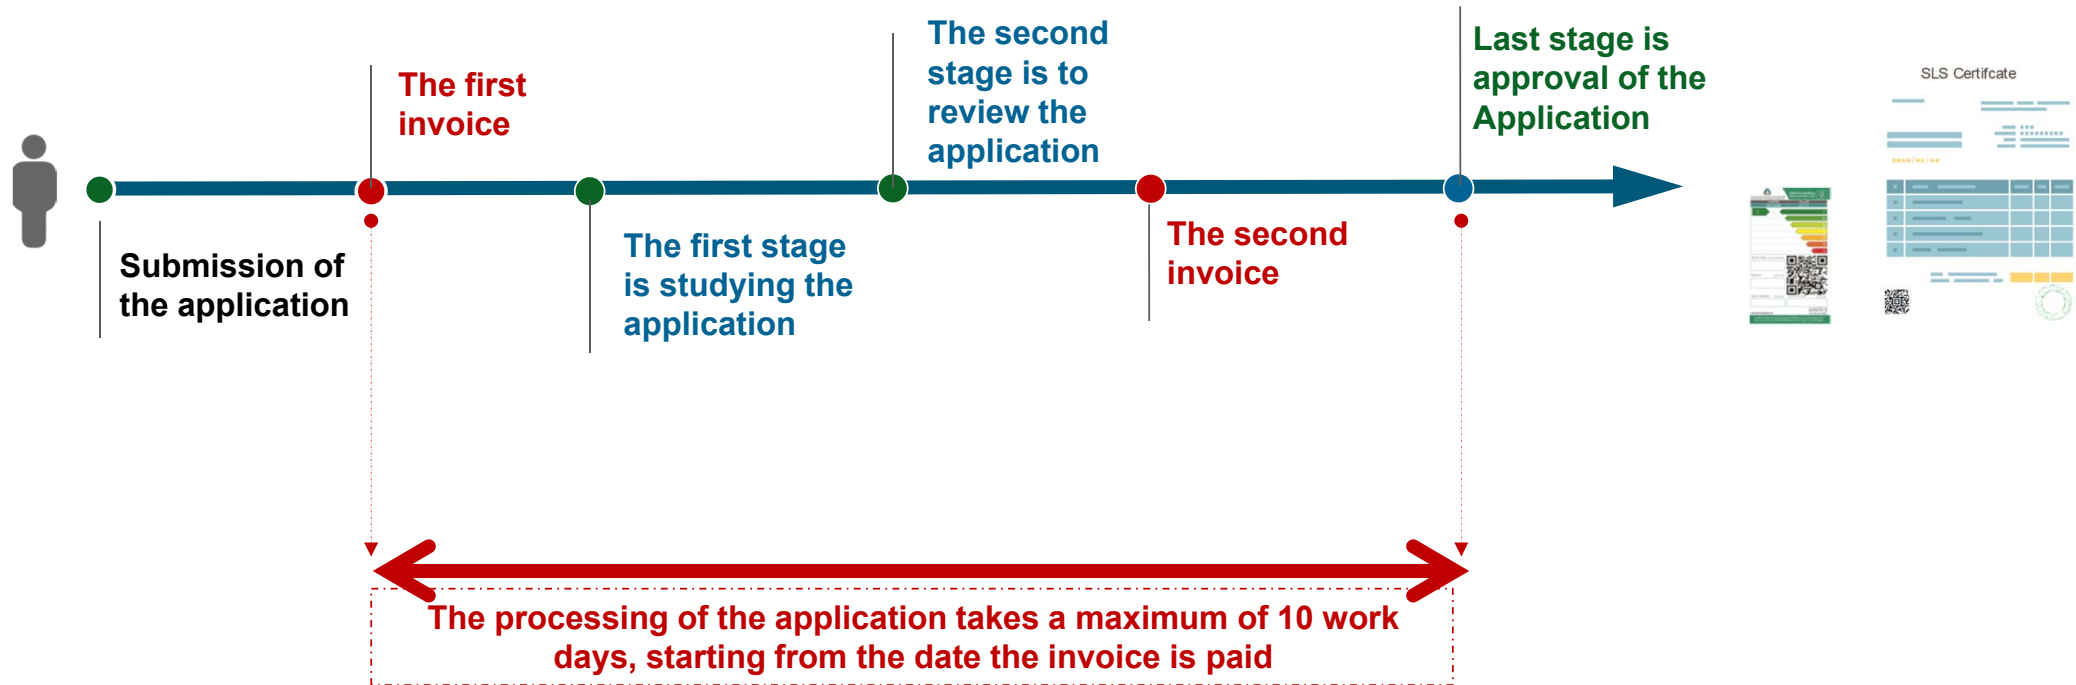 Submission of
the application
The first
invoice
The first stage
is studying the
application
The second
stage is to
review the
application
The second
invoice
Last stage is
approval of the
Application
SLS Certifcate
The processing of the application takes a maximum of 10 work
days, starting from the date the invoice is paid